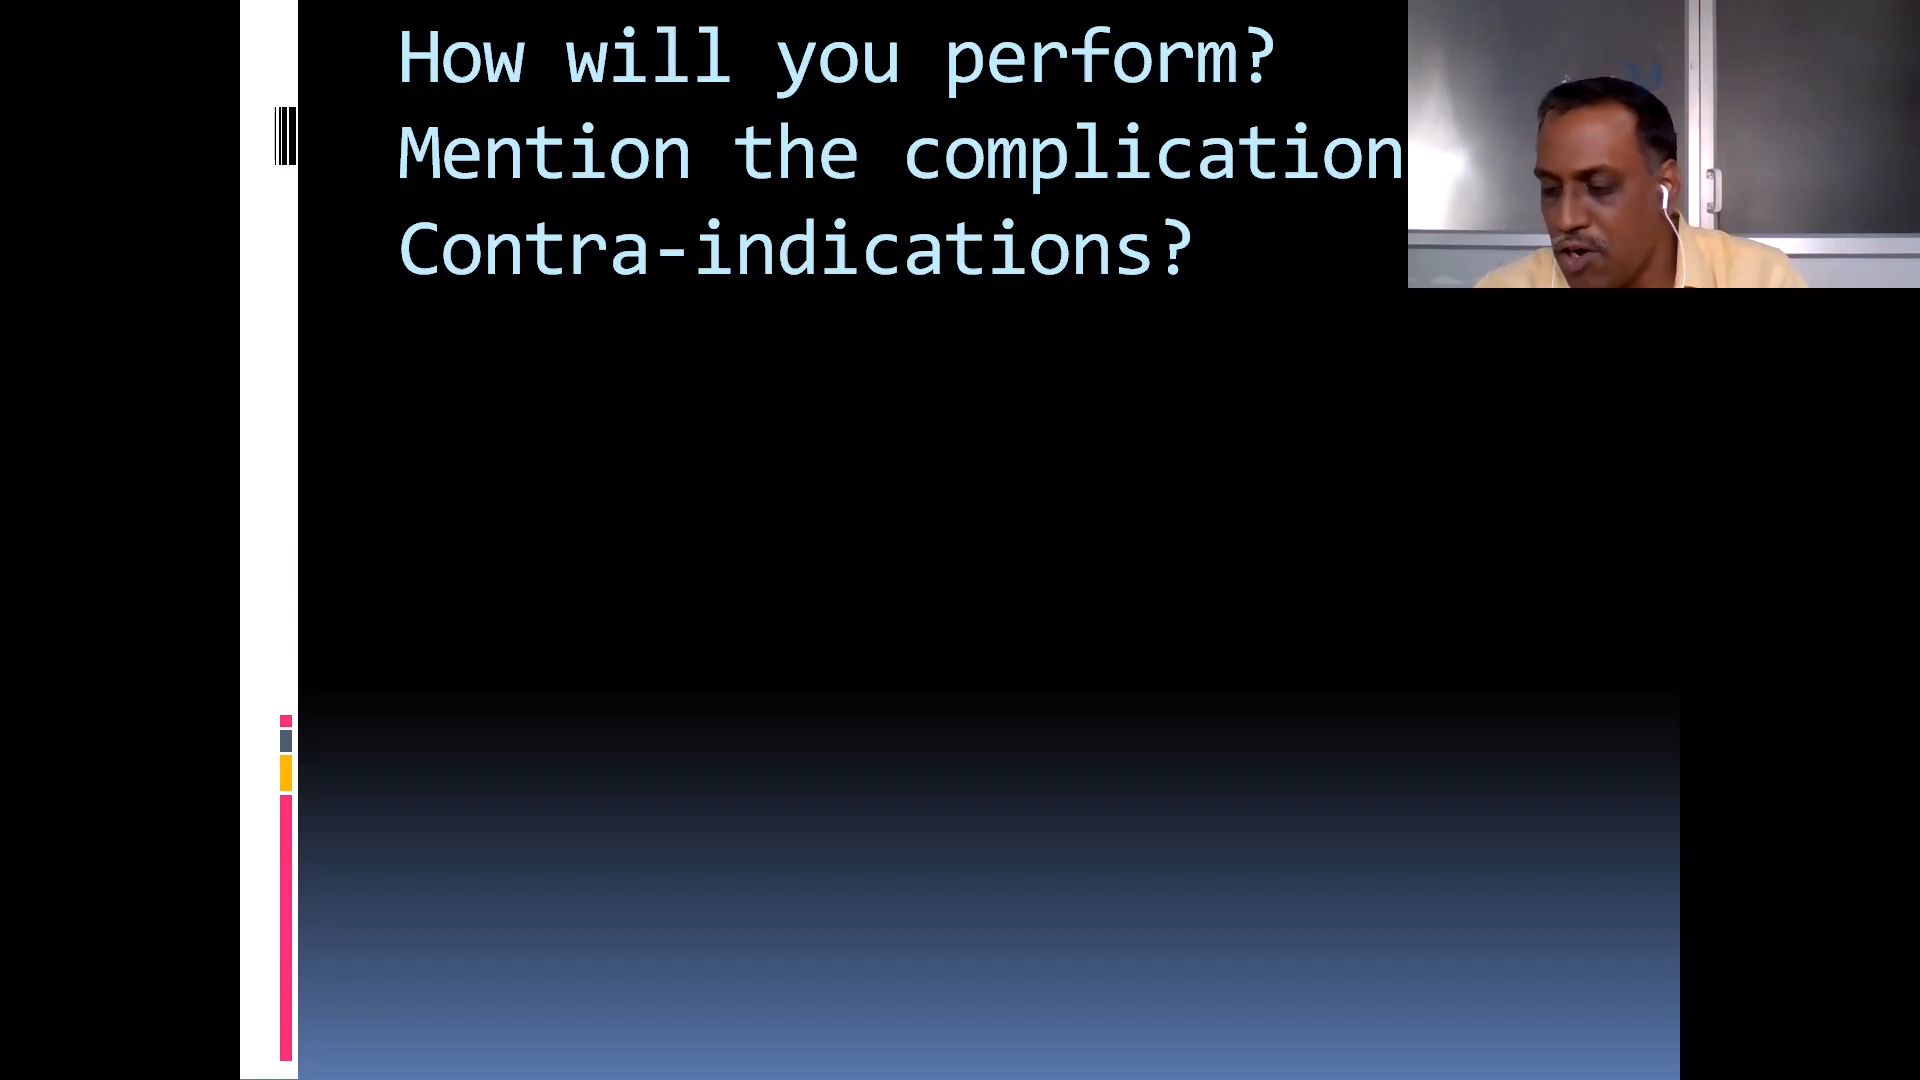 How will you perform?
Mention the complication
Contra-indications?